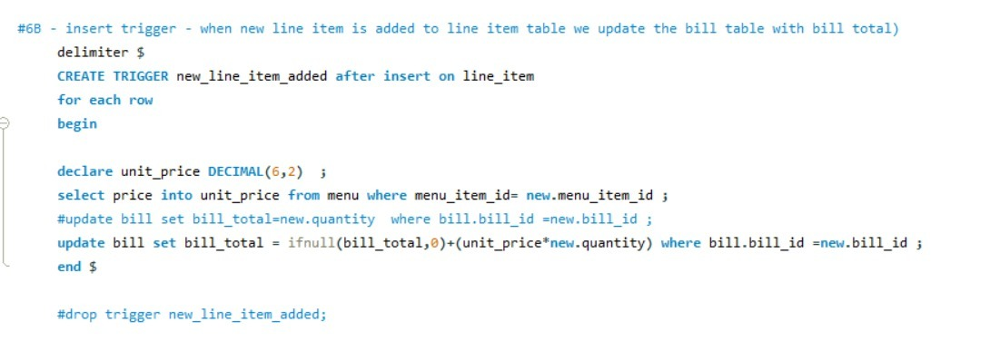 #6B - insert trigger - when new line item is added to line item table we update the bill table with bill total)
delimiter $
CREATE TRIGGER new_line_item_added after insert on line_item
for each row
begin
declare unit_price DECIMAL(6,2)  ;
select price into unit_price from menu where menu_item_id= new.menu_item_id ;
#update bill set bill_total=new.quantity  where bill.bill_id =new.bill_id ;
update bill set bill_total = ifnull(bill_total,0)+(unit_price*new.quantity) where bill.bill_id =new.bill_id ;
end $
#drop trigger new_line_item_added;